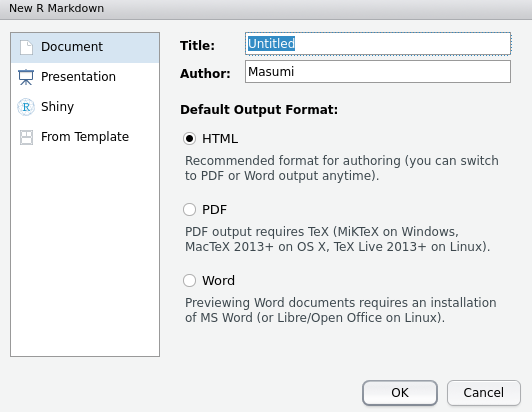 New R Markdown
Document
Presentation
R Shiny
From Template
Title: Untitled
Author: Masumi
Default Output Format:
HTML
Recommended format for authoring (you can switch
to PDF or Word output anytime).
PDF
PDF output requires TeX (MiKTeX on Windows,
MacTeX 2013+ on OS X, TeX Live 2013+ on Linux).
Word
Previewing Word documents requires an installation
of MS Word (or Libre/Open Office on Linux).
OK Cancel